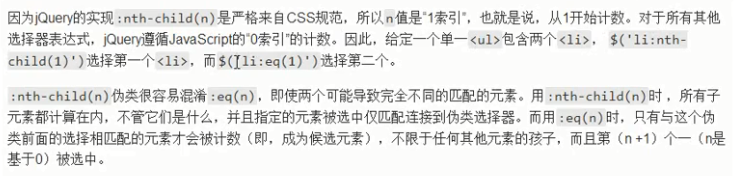 因为jQuery的实现:nth-child(n)是严格来自CSS规范，所以n值是“1索引”，也就是说，从1开始计数。对于所有其他
选择器表达式，jQuery遵循JavaScript的“0索引”的计数。因此，给定一个单一<ul>包含两个<li>， $('li:nth-
child(1)')选择第一个<li>，而$('li:eq(1)')选择第二个。
:nth-child(n)伪类很容易混淆:eq(n)，即使两个可能导致完全不同的匹配的元素。用:nth-child(n)时，所有子
元素都计算在内，不管它们是什么，并且指定的元素被选中仅匹配连接到伪类选择器。而用:eq(n)时，只有与这个伪
类前面的选择相匹配的元素才会被计数（即，成为候选元素），不限于任何其他元素的孩子，而且第（n +1）个一（n是
基于0）被选中。